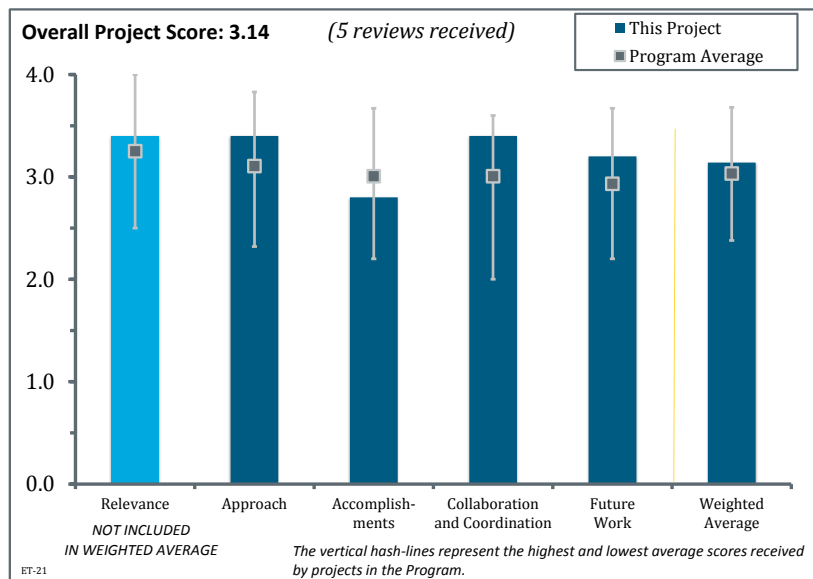 Overall Project Score: 3.14
(5 reviews received)
This Project
Program Average
4.0
3.0
2.0
1.0
0.0
Relevance
Approach
Accomplish-
ments
Collaboration
and Coordination
Future
Work
Weighted
Average
NOT INCLUDED
IN WEIGHTED AVERAGE
The vertical hash-lines represent the highest and lowest average scores received
by projects in the Program.
ET-21